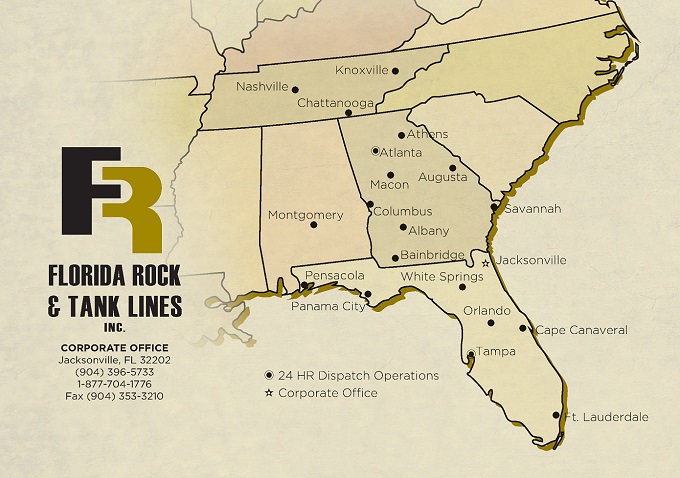 Knoxville
Nashville
Chattanooga
Athens
Atlanta
Macon
Augusta
Columbus
Savannah
Montgomery
Albany
Bainbridge
Jacksonville
Pensacola
White Springs
Panama City
Orlando
Cape Canaveral
Tampa
Ft. Lauderdale
FR
FLORIDA ROCK
& TANK LINES
INC.
CORPORATE OFFICE
Jacksonville, FL 32202
(904) 396-5733
1-877-704-1776
Fax (904) 353-3210
24 HR Dispatch Operations
Corporate Office